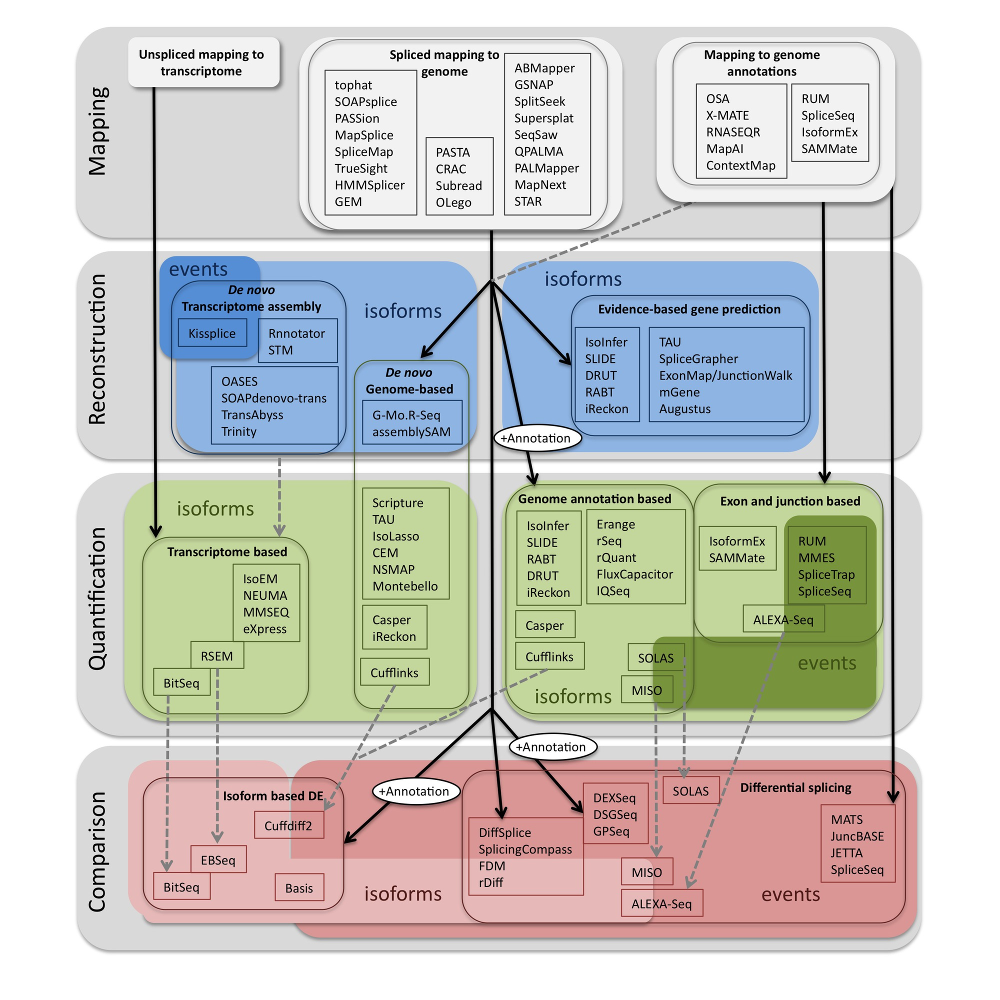 Mapping
Unspliced mapping to
transcriptome
Spliced mapping to
genome
tophat
SOAPsplice
PASSion
MapSplice
SpliceMap
TrueSight
HMMSplicer
GEM
PASTA
CRAC
Subread
OLego
ABMapper
GSNAP
SplitSeek
Supersplat
SeqSaw
QPALMA
PALMapper
MapNext
STAR
Mapping to genome
annotations
OSA
X-MATE
RNASEQR
MapAI
ContextMap
RUM
SpliceSeq
IsoformEx
SAMMate
Reconstruction
events
De novo
Transcriptome assembly
Kissplice
Rnnotator
STM
OASES
SOAPdenovo-trans
TransAbyss
Trinity
isoforms
De novo
Genome-based
G-Mo.R-Seq
assemblySAM
isoforms
Evidence-based gene prediction
IsoInfer
SLIDE
DRUT
RABT
iReckon
TAU
SpliceGrapher
ExonMap/JunctionWalk
mGene
Augustus
+Annotation
Quantification
isoforms
Transcriptome based
IsoEM
NEUMA
MMSEQ
eXpress
RSEM
BitSeq
Scripture
TAU
IsoLasso
CEM
NSMAP
Montebello
Casper
iReckon
Cufflinks
Genome annotation based
IsoInfer
SLIDE
RABT
DRUT
iReckon
Erange
rSeq
rQuant
FluxCapacitor
IQSeq
Casper
Cufflinks
SOLAS
MISO
isoforms
Exon and junction based
IsoformEx
SAMMate
RUM
MMES
SpliceTrap
SpliceSeq
ALEXA-Seq
events
+Annotation
+Annotation
Comparison
Isoform based DE
Cuffdiff2
EBSeq
BitSeq
Basis
isoforms
Differential splicing
DiffSplice
SplicingCompass
FDM
rDiff
DEXSeq
DSGSeq
GPSeq
SOLAS
MISO
ALEXA-Seq
MATS
JuncBASE
JETTA
SpliceSeq
events